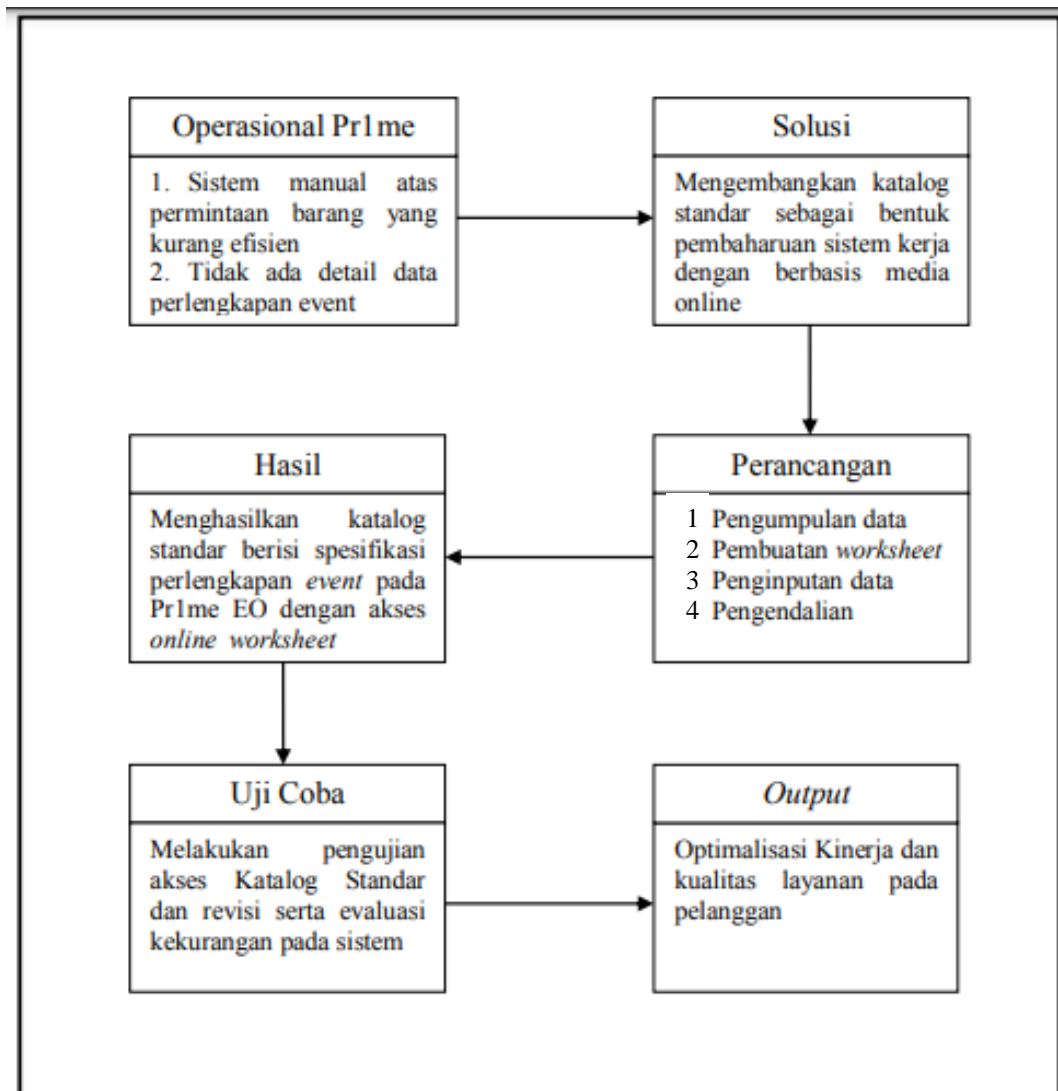 Operasional Pr1me
1. Sistem manual atas
permintaan barang yang
kurang efisien
2. Tidak ada detail data
perlengkapan event
Solusi
Mengembangkan katalog
standar sebagai bentuk
pembaharuan sistem kerja
dengan berbasis media
online
Perancangan
1 Pengumpulan data
2 Pembuatan worksheet
3 Penginputan data
4 Pengendalian
Hasil
Menghasilkan katalog
standar berisi spesifikasi
perlengkapan event pada
Pr1me EO dengan akses
online worksheet
Uji Coba
Melakukan pengujian
akses Katalog Standar
dan revisi serta evaluasi
kekurangan pada sistem
Output
Optimalisasi Kinerja dan
kualitas layanan pada
pelanggan